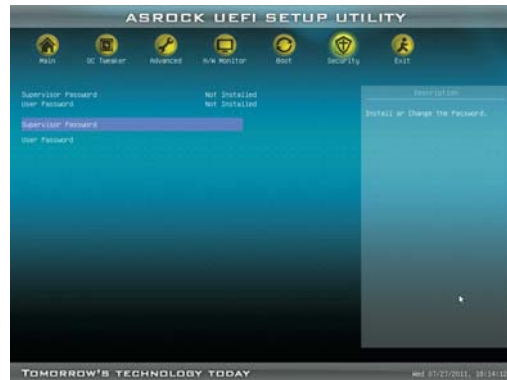 ASROCK UEFI SETUP UTILITY
Main OC Tweaker Advanced H/W Monitor Boot Security Exit
Supervisor Password Not Installed
User Password Not Installed
Supervisor Password
User Password
Description
Install or Change the Password.
TOMORROW'S TECHNOLOGY TODAY
Wed 07/27/2011, 18:14:12